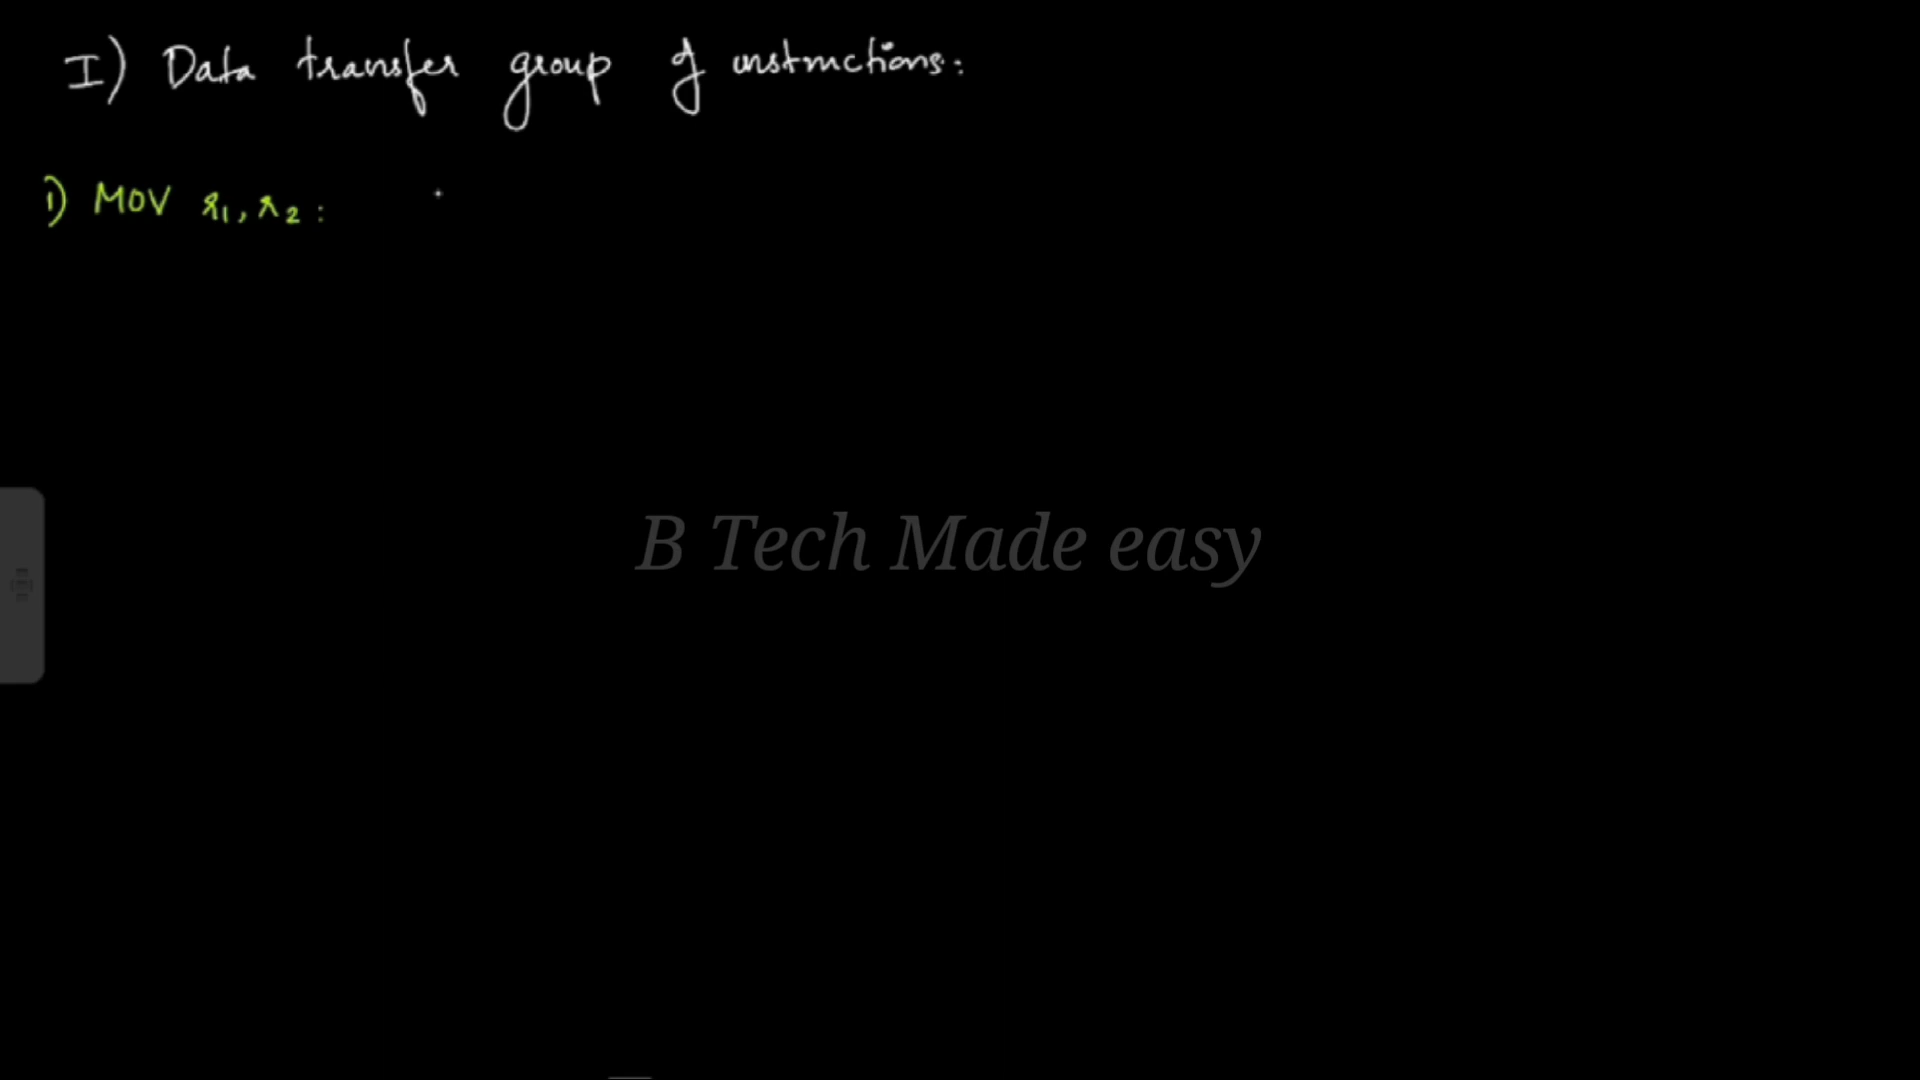 I) Data transfer group of instructions:
1) MOV r1, r2:
B Tech Made easy